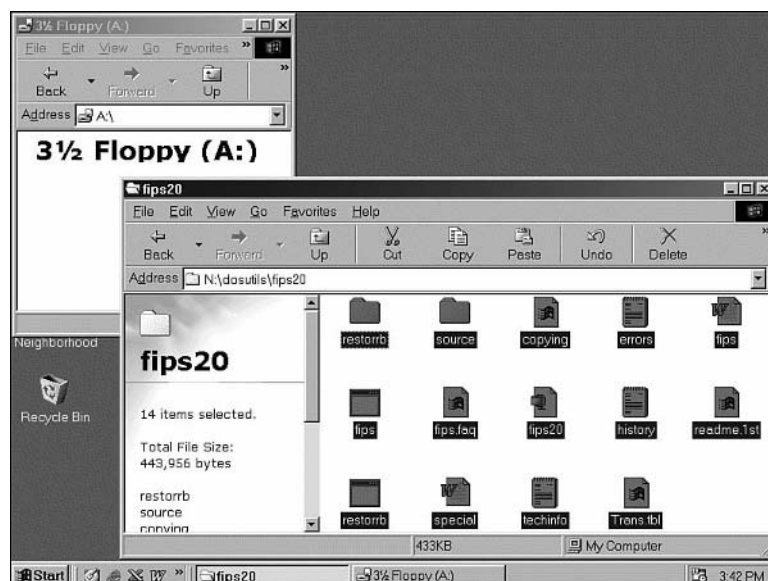 3½ Floppy (A:)
File Edit View Go Favorites »
Back Forward Up »
Address A:\
3½ Floppy (A:)
fips20
File Edit View Go Favorites Help
Back Forward Up Cut Copy Paste Undo Delete »
Address N:\dosutils\fips20
fips20
14 items selected.
Total File Size:
443,956 bytes
restorrb
source
copying
restorrb source copying errors fips
fips fips.faq fips20 history readme.1st
restorrb special techinfo Trans.tbl
433KB My Computer
Neighborhood
Recycle Bin
Start » fips20 3½ Floppy (A:) 3:42 PM